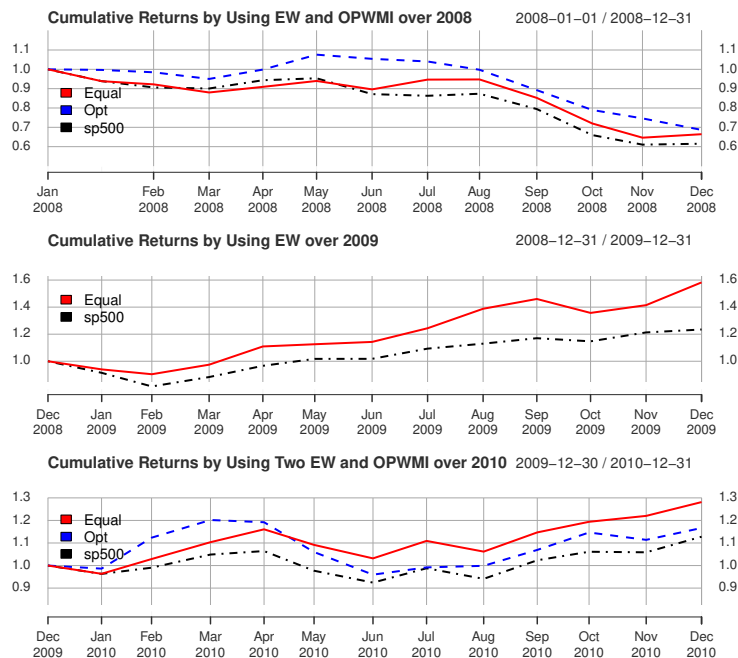 Cumulative Returns by Using EW and OPWMI over 2008 2008−01−01 / 2008−12−31
1.1 1.1
1.0 1.0
0.9 0.9
0.8 0.8
0.7 0.7
0.6 0.6
Equal
Opt
sp500
Jan Feb Mar Apr May Jun Jul Aug Sep Oct Nov Dec
2008 2008 2008 2008 2008 2008 2008 2008 2008 2008 2008 2008
Cumulative Returns by Using EW over 2009 2008−12−31 / 2009−12−31
1.6 1.6
1.4 1.4
1.2 1.2
1.0 1.0
Equal
sp500
Dec Jan Feb Mar Apr May Jun Jul Aug Sep Oct Nov Dec
2008 2009 2009 2009 2009 2009 2009 2009 2009 2009 2009 2009 2009
Cumulative Returns by Using Two EW and OPWMI over 2010 2009−12−30 / 2010−12−31
1.3 1.3
1.2 1.2
1.1 1.1
1.0 1.0
0.9 0.9
Equal
Opt
sp500
Dec Jan Feb Mar Apr May Jun Jul Aug Sep Oct Nov Dec
2009 2010 2010 2010 2010 2010 2010 2010 2010 2010 2010 2010 2010